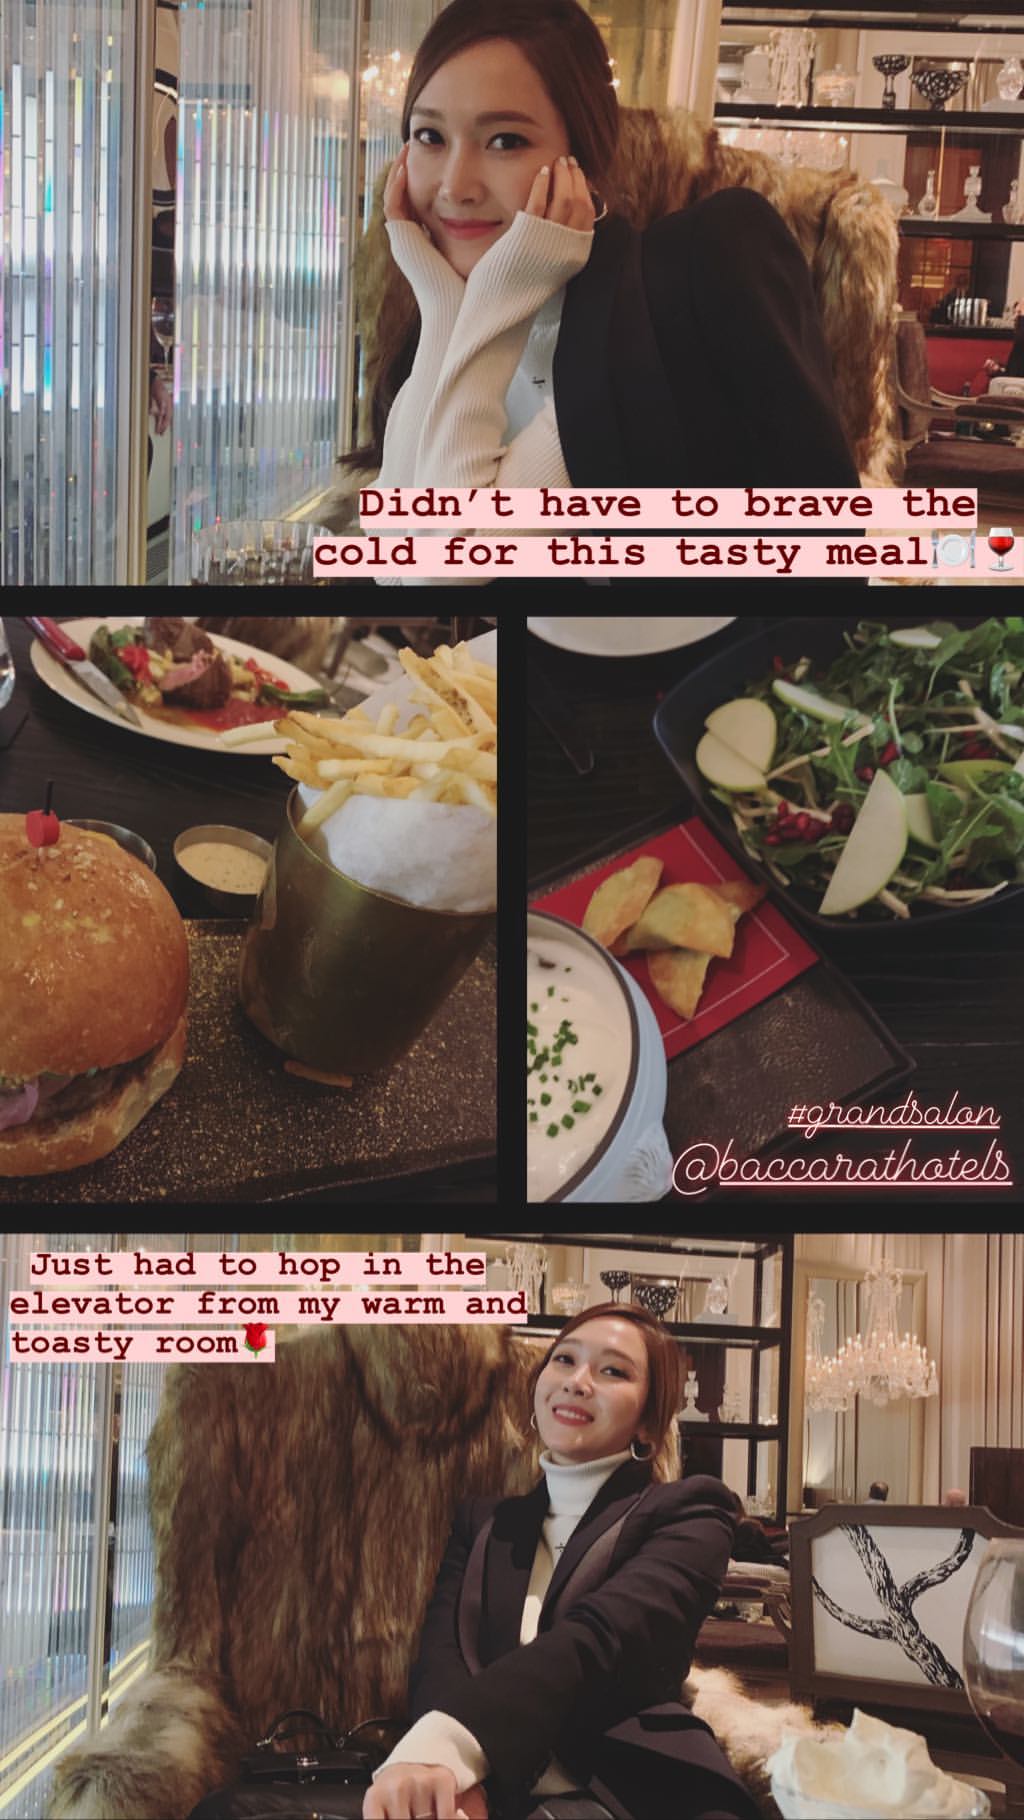 Didn’t have to brave the
cold for this tasty meal🍽️🍷
#grandsalon
@baccarathotels
Just had to hop in the
elevator from my warm and
toasty room🌹